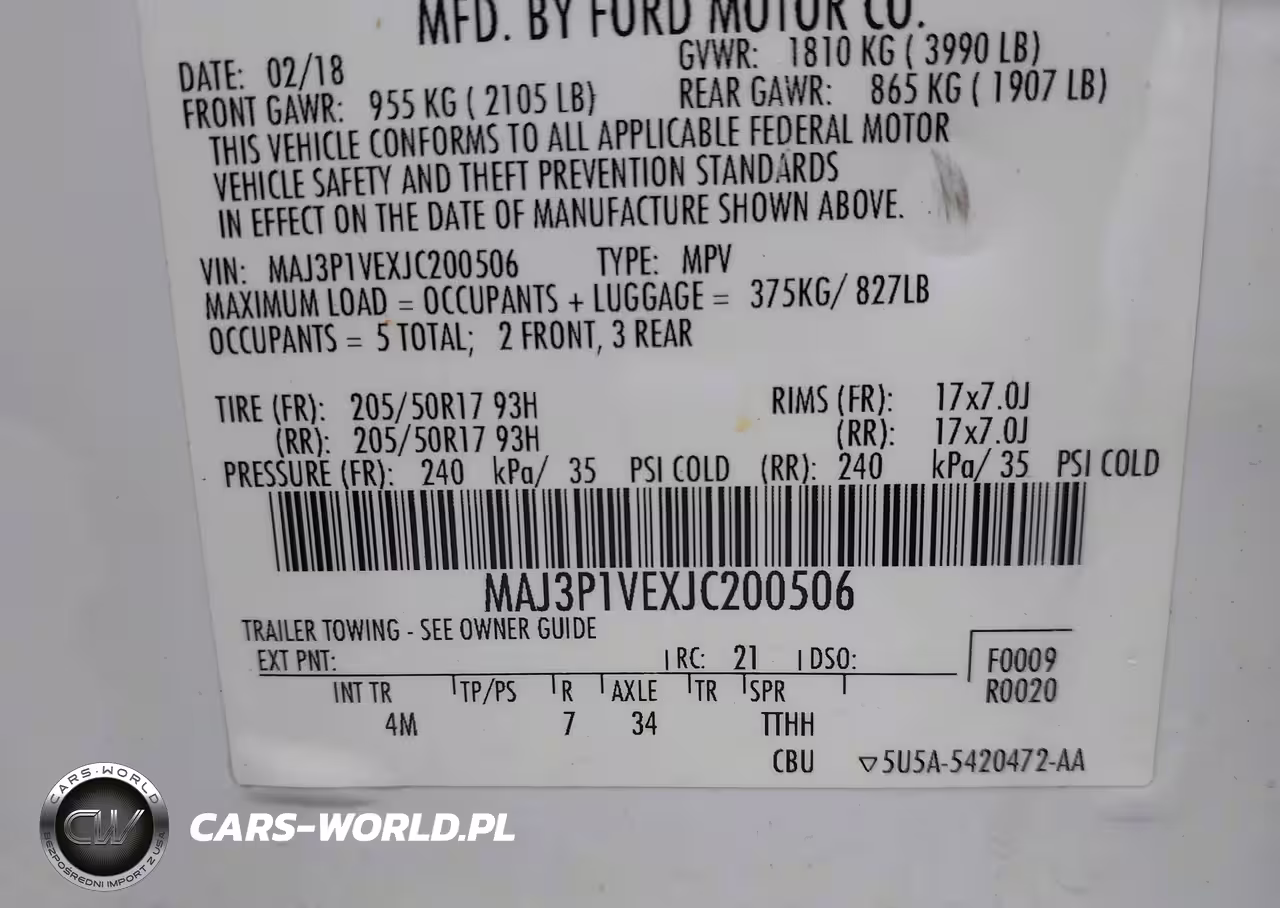 MFD. BY FORD MOTOR CO.
DATE: 02/18 GVWR: 1810 KG ( 3990 LB)
FRONT GAWR: 955 KG ( 2105 LB) REAR GAWR: 865 KG ( 1907 LB)
THIS VEHICLE CONFORMS TO ALL APPLICABLE FEDERAL MOTOR
VEHICLE SAFETY AND THEFT PREVENTION STANDARDS
IN EFFECT ON THE DATE OF MANUFACTURE SHOWN ABOVE.
VIN: MAJ3P1VEXJC200506 TYPE: MPV
MAXIMUM LOAD = OCCUPANTS + LUGGAGE = 375KG/ 827LB
OCCUPANTS = 5 TOTAL; 2 FRONT, 3 REAR
TIRE (FR): 205/50R17 93H RIMS (FR): 17x7.0J
(RR): 205/50R17 93H (RR): 17x7.0J
PRESSURE (FR): 240 kPa/ 35 PSI COLD (RR): 240 kPa/ 35 PSI COLD
MAJ3P1VEXJC200506
TRAILER TOWING - SEE OWNER GUIDE
EXT PNT: RC: 21 DSO: F0009
INT TR TP/PS R AXLE TR SPR R0020
4M 7 34 TTHH
CBU ▽5U5A-5420472-AA
CARS-WORLD
CW
BEZPOŚREDNI IMPORT Z USA
CARS-WORLD.PL